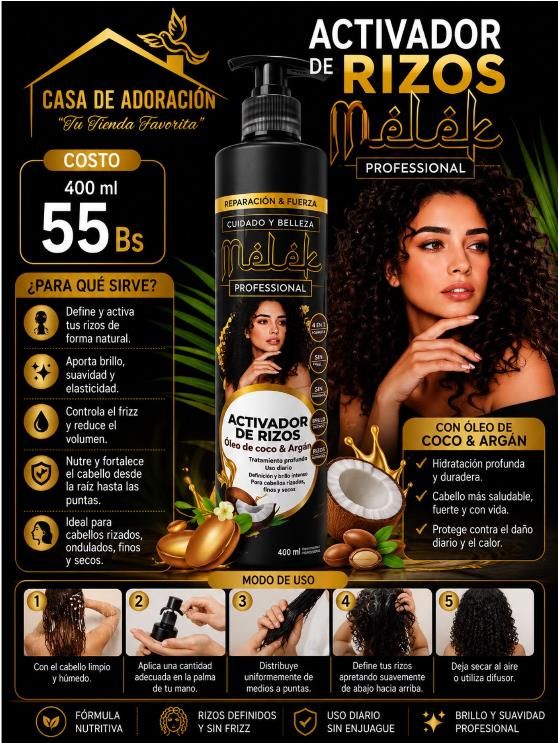 CASA DE ADORACIÓN
"Tu Tienda Favorita"
ACTIVADOR
DE RIZOS
Mèlèk
PROFESSIONAL
COSTO
400 ml
55 Bs
¿PARA QUÉ SIRVE?
Define y activa
tus rizos de
forma natural.
Aporta brillo,
suavidad y
elasticidad.
Controla el frizz
y reduce el
volumen.
Nutre y fortalece
el cabello desde
la raíz hasta las
puntas.
Ideal para
cabellos rizados,
ondulados, finos
y secos.
REPARACIÓN & FUERZA
CUIDADO Y BELLEZA
Mèlèk
PROFESSIONAL
4 EN 1
SIN
SIN
ACTIVADOR
DE RIZOS
Óleo de coco & Argán
Tratamiento profundo
Uso diario
Definición y brillo intenso
Para cabellos rizados,
finos y secos
400 ml
CON ÓLEO DE
COCO & ARGÁN
Hidratación profunda
y duradera.
Cabello más saludable,
fuerte y con vida.
Protege contra el daño
diario y el calor.
MODO DE USO
1
Con el cabello limpio
y húmedo.
2
Aplica una cantidad
adecuada en la palma
de tu mano.
3
Distribuye
uniformemente de
medios a puntas.
4
Define tus rizos
apretando suavemente
de abajo hacia arriba.
5
Deja secar al aire
o utiliza difusor.
FÓRMULA
NUTRITIVA
RIZOS DEFINIDOS
Y SIN FRIZZ
USO DIARIO
SIN ENJUAGUE
BRILLO Y SUAVIDAD
PROFESIONAL